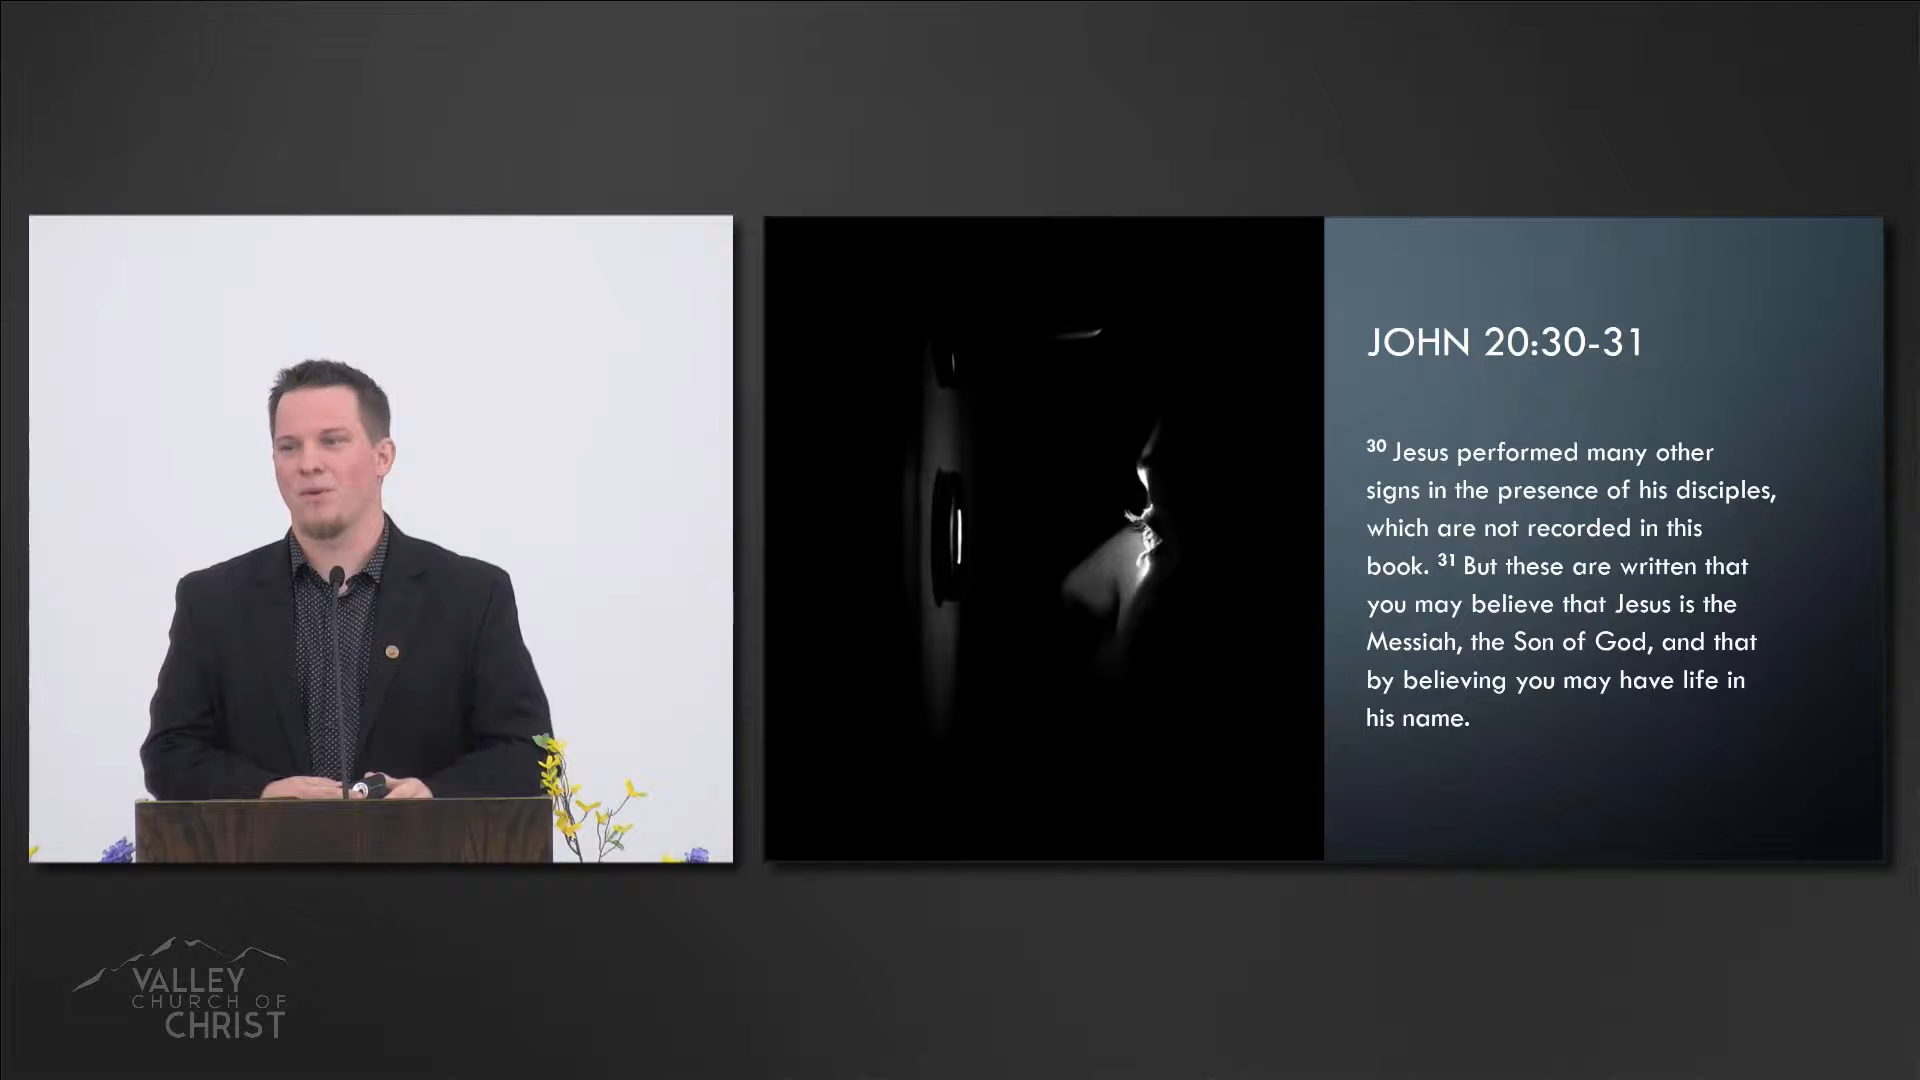 JOHN 20:30-31
30 Jesus performed many other
signs in the presence of his disciples,
which are not recorded in this
book. 31 But these are written that
you may believe that Jesus is the
Messiah, the Son of God, and that
by believing you may have life in
his name.
VALLEY
CHURCH OF
CHRIST